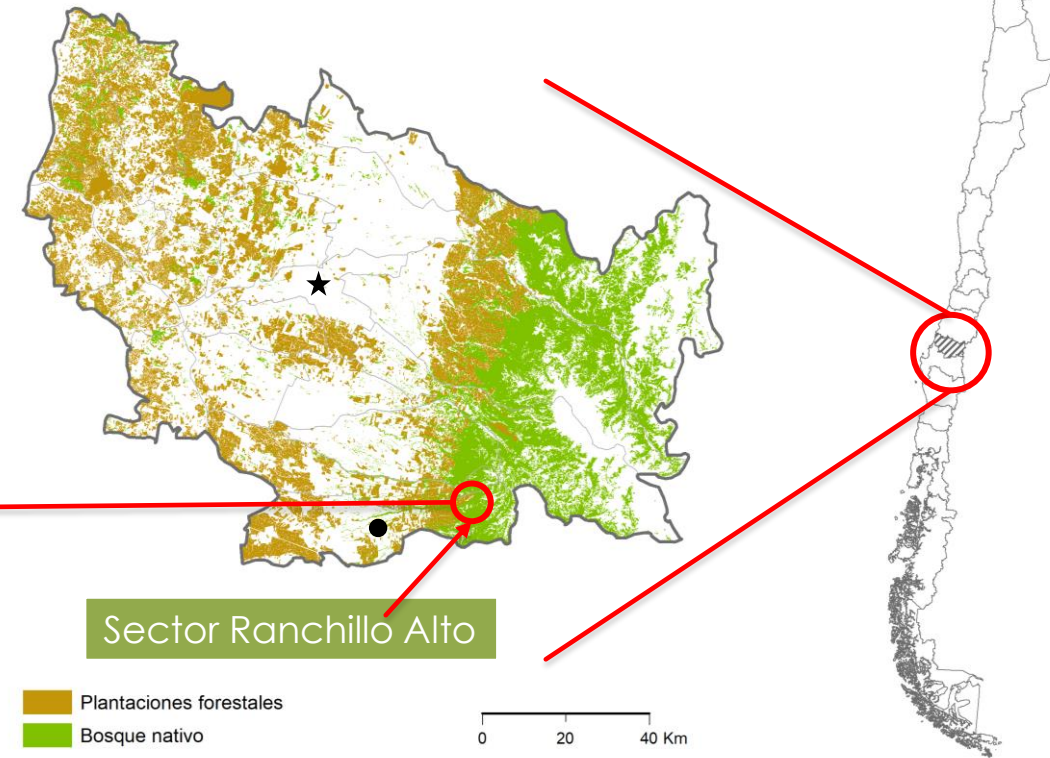 Sector Ranchillo Alto
Plantaciones forestales
Bosque nativo
0 20 40 Km